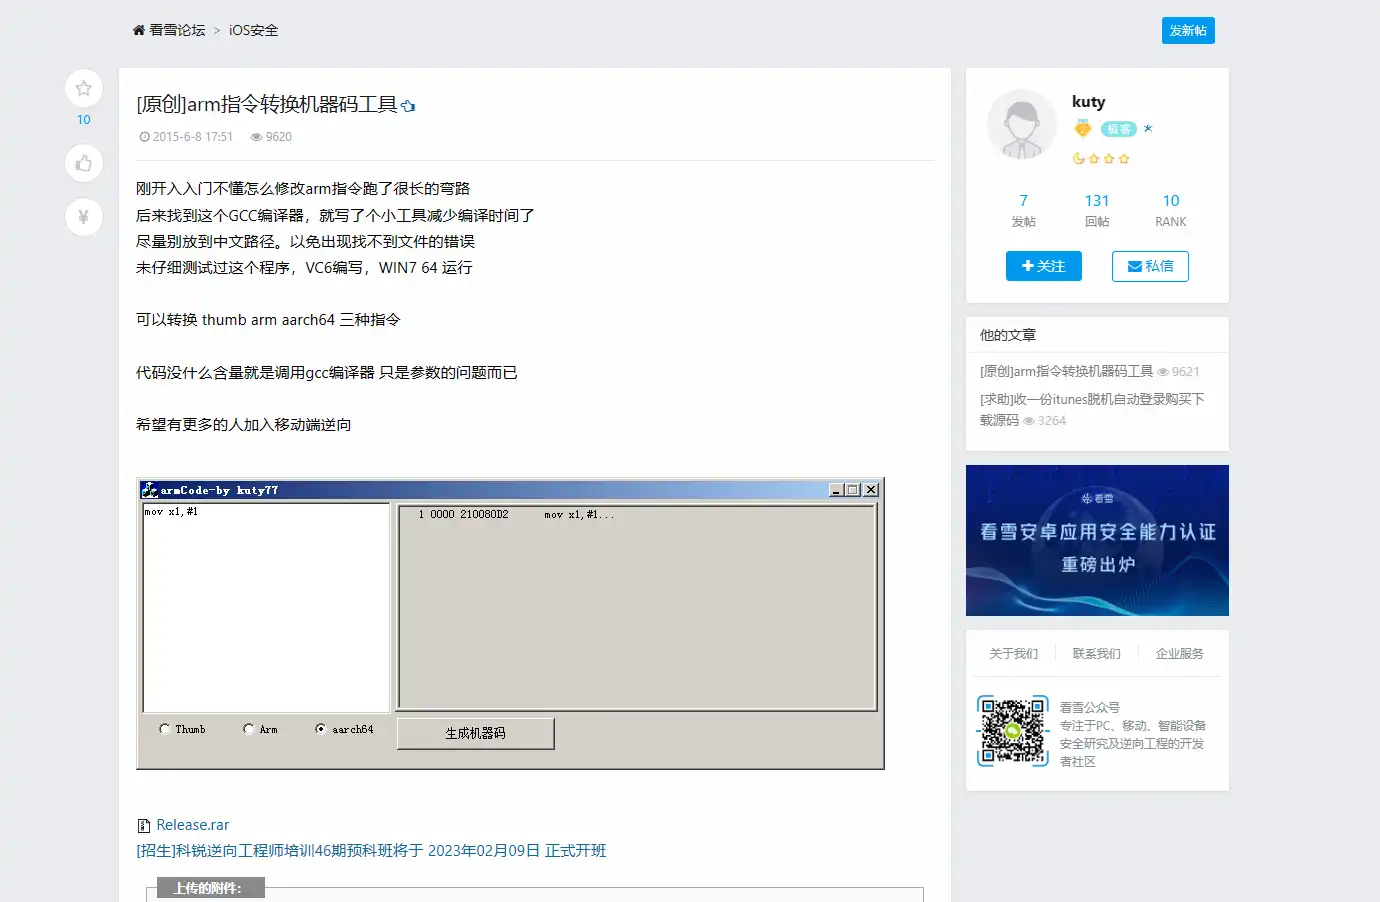 看雪论坛 > iOS安全
发新帖
10
[原创]arm指令转换机器码工具
2015-6-8 17:51 9620
刚开入入门不懂怎么修改arm指令跑了很长的弯路
后来找到这个GCC编译器，就写了个小工具减少编译时间了
尽量别放到中文路径。以免出现找不到文件的错误
未仔细测试过这个程序，VC6编写，WIN7 64 运行
可以转换 thumb arm aarch64 三种指令
代码没什么含量就是调用gcc编译器 只是参数的问题而已
希望有更多的人加入移动端逆向
armCode-by kuty77
mov x1,#1
1 0000 210080D2 mov x1,#1...
Thumb
Arm
aarch64
生成机器码
Release.rar
[招生]科锐逆向工程师培训46期预科班将于 2023年02月09日 正式开班
上传的附件：
kuty
极客
7
131
10
发帖
回帖
RANK
关注
私信
他的文章
[原创]arm指令转换机器码工具 9621
[求助]收一份itunes脱机自动登录购买下
载源码 3264
看雪
看雪安卓应用安全能力认证
重磅出炉
关于我们
联系我们
企业服务
看雪公众号
专注于PC、移动、智能设备
安全研究及逆向工程的开发
者社区